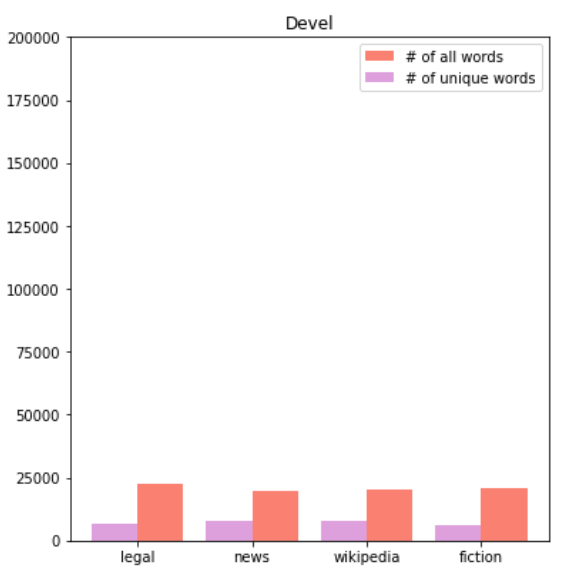 Devel
200000
175000
150000
125000
100000
75000
50000
25000
0
# of all words
# of unique words
legal news wikipedia fiction